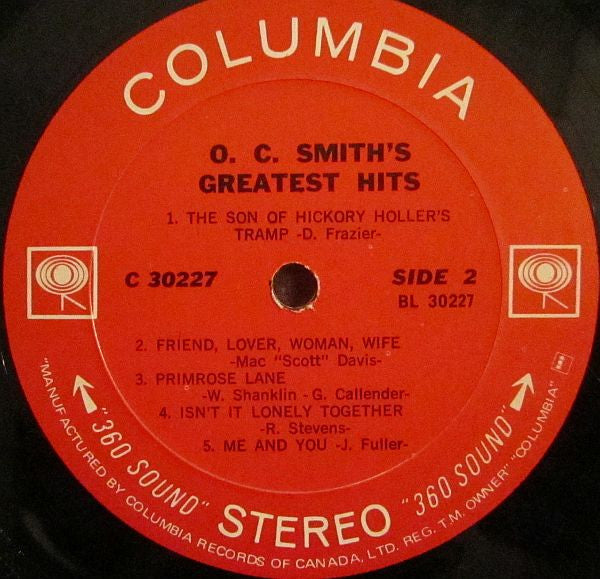 COLUMBIA
O. C. SMITH'S
GREATEST HITS
1. THE SON OF HICKORY HOLLER'S
TRAMP -D. Frazier-
C 30227
SIDE 2
BL 30227
2. FRIEND, LOVER, WOMAN, WIFE
-Mac "Scott" Davis-
3. PRIMROSE LANE
-W. Shanklin - G. Callender-
4. ISN'T IT LONELY TOGETHER
-R. Stevens-
5. ME AND YOU -J. Fuller-
"360 SOUND" STEREO "360 SOUND"
"MANUFACTURED BY COLUMBIA RECORDS OF CANADA, LTD. REG. T.M. OWNER" "COLUMBIA"